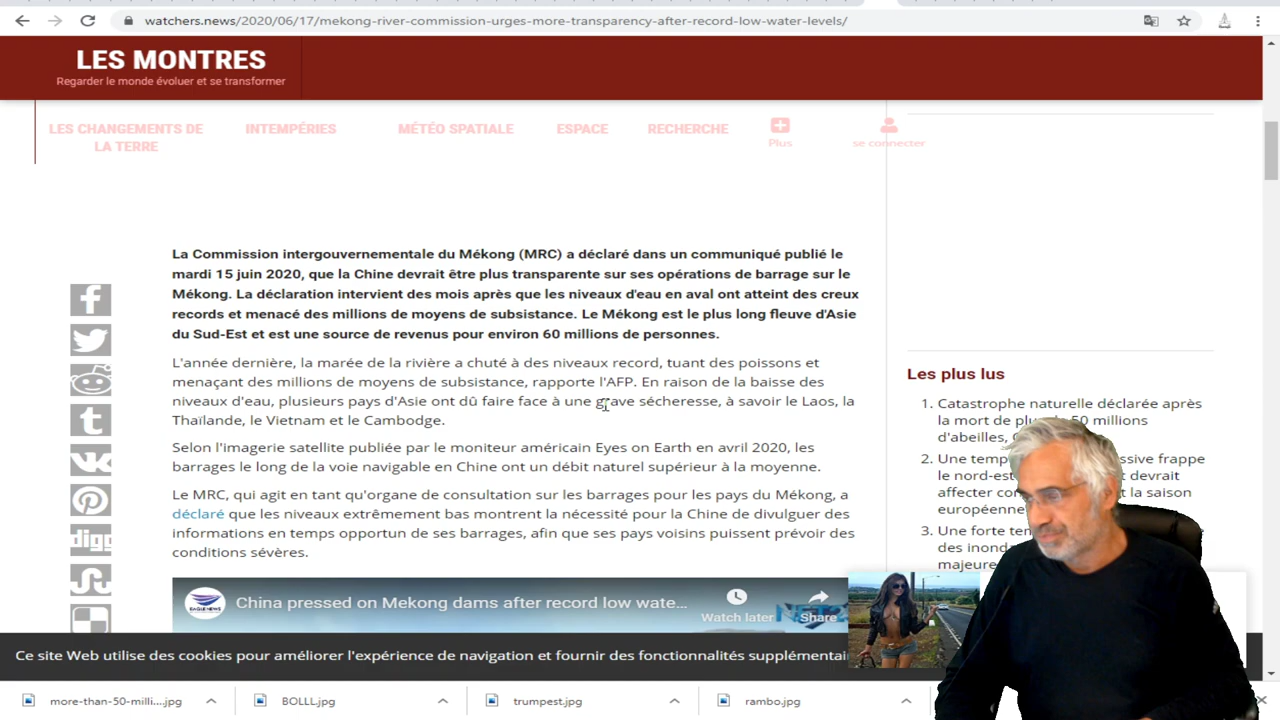 watchers.news/2020/06/17/mekong-river-commission-urges-more-transparency-after-record-low-water-levels/
LES MONTRES
Regarder le monde évoluer et se transformer
LES CHANGEMENTS DE
LA TERRE
INTEMPÉRIES
MÉTÉO SPATIALE
ESPACE
RECHERCHE
Plus
se connecter
La Commission intergouvernementale du Mékong (MRC) a déclaré dans un communiqué publié le
mardi 15 juin 2020, que la Chine devrait être plus transparente sur ses opérations de barrage sur le
Mékong. La déclaration intervient des mois après que les niveaux d'eau en aval ont atteint des creux
records et menacé des millions de moyens de subsistance. Le Mékong est le plus long fleuve d'Asie
du Sud-Est et est une source de revenus pour environ 60 millions de personnes.
L'année dernière, la marée de la rivière a chuté à des niveaux record, tuant des poissons et
menaçant des millions de moyens de subsistance, rapporte l'AFP. En raison de la baisse des
niveaux d'eau, plusieurs pays d'Asie ont dû faire face à une grave sécheresse, à savoir le Laos, la
Thaïlande, le Vietnam et le Cambodge.
Selon l'imagerie satellite publiée par le moniteur américain Eyes on Earth en avril 2020, les
barrages le long de la voie navigable en Chine ont un débit naturel supérieur à la moyenne.
Le MRC, qui agit en tant qu'organe de consultation sur les barrages pour les pays du Mékong, a
déclaré que les niveaux extrêmement bas montrent la nécessité pour la Chine de divulguer des
informations en temps opportun de ses barrages, afin que ses pays voisins puissent prévoir des
conditions sévères.
digg
EAGLE NEWS
China pressed on Mekong dams after record low wate...
Watch later
Share
Les plus lus
1. Catastrophe naturelle déclarée après
la mort de plus 50 millions
d'abeilles,
2. Une ssive frappe
le nord-est devrait
affecter t la saison
européenne
3. Une forte
des
majeure
Ce site Web utilise des cookies pour améliorer l'expérience de navigation et fournir des fonctionnalités
more-than-50-milli....jpg
BOLLL.jpg
trumpest.jpg
rambo.jpg